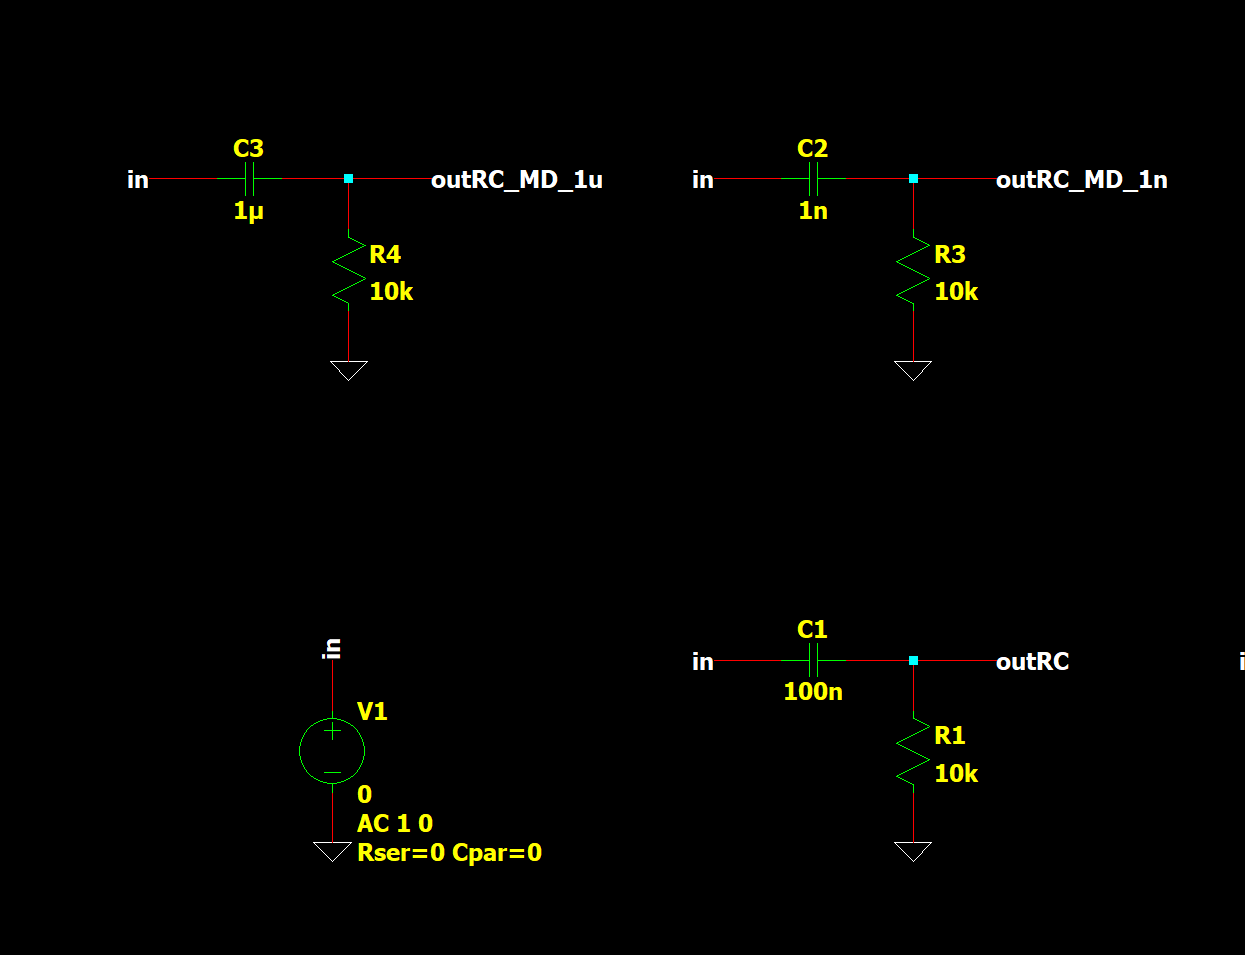 C3
in
outRC_MD_1u
1µ
R4
10k
C2
in
outRC_MD_1n
1n
R3
10k
in
V1
0
AC 1 0
Rser=0 Cpar=0
C1
in
outRC
100n
R1
10k